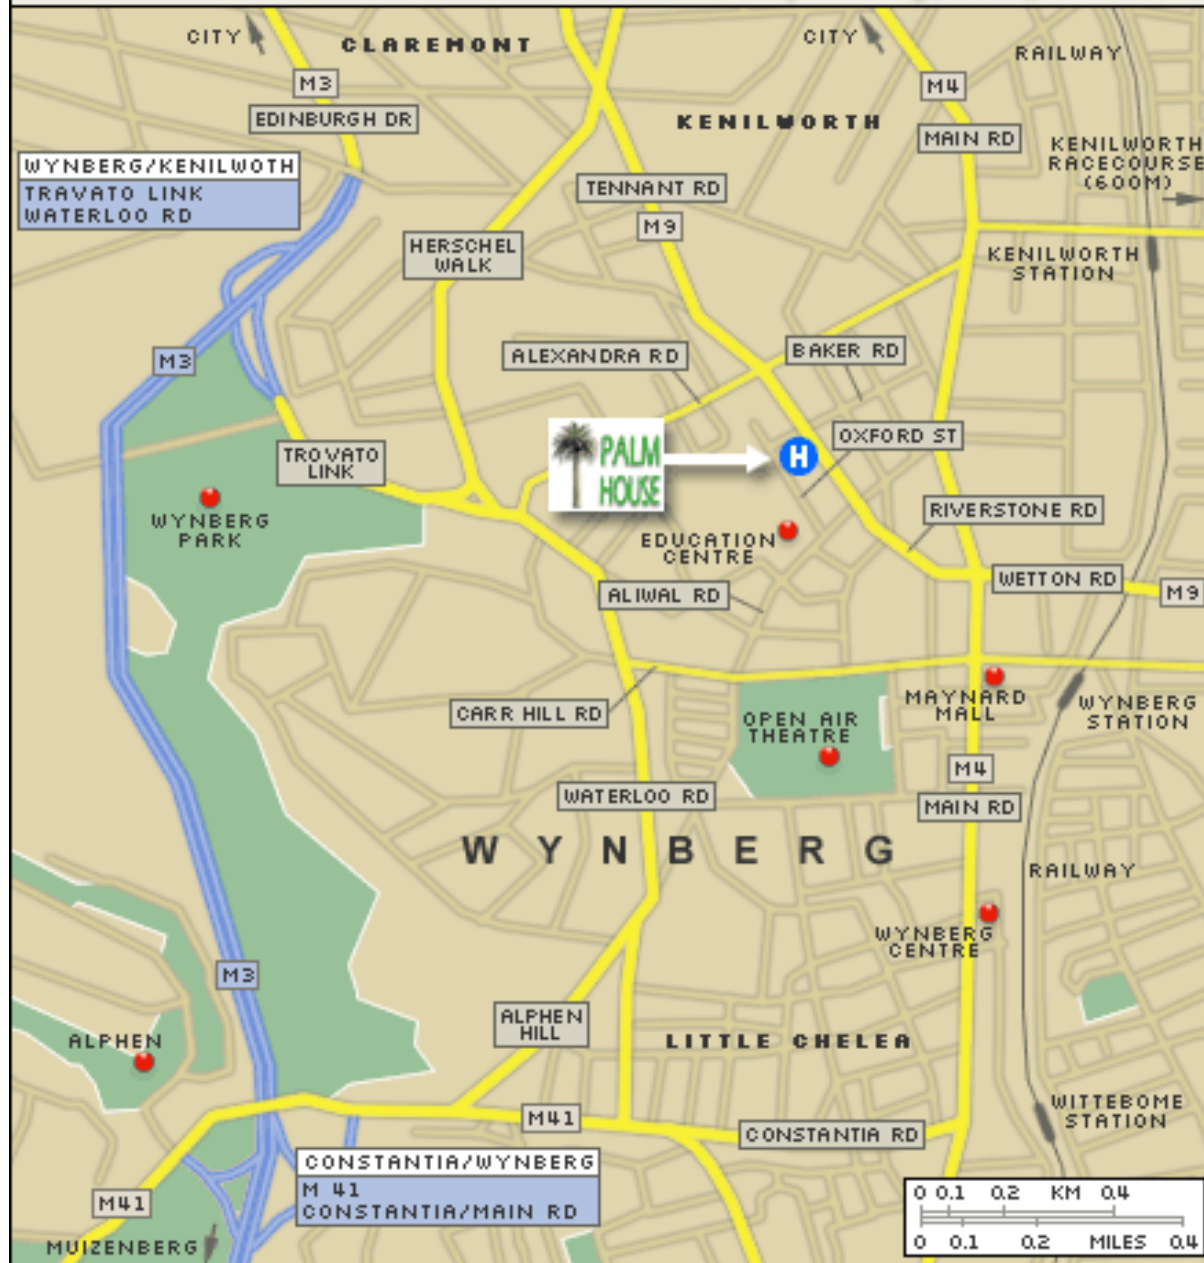 CITY
CLAREMONT
CITY
RAILWAY
M3
M4
EDINBURGH DR
KENILWORTH
MAIN RD
KENILWORTH
RACECOURSE
(600M)
WYNBERG/KENILWOTH
TRAVATO LINK
WATERLOO RD
TENNANT RD
M9
HERSCHEL
WALK
KENILWORTH
STATION
M3
ALEXANDRA RD
BAKER RD
OXFORD ST
TROVATO
LINK
PALM
HOUSE
H
WYNBERG
PARK
RIVERSTONE RD
EDUCATION
CENTRE
WETTON RD
M9
ALIWAL RD
CARR HILL RD
OPEN AIR
THEATRE
MAYNARD
MALL
WYNBERG
STATION
M4
WATERLOO RD
MAIN RD
WYNBERG
RAILWAY
WYNBERG
CENTRE
M3
ALPHEN
HILL
ALPHEN
LITTLE CHELEA
M41
WITTEBOME
STATION
CONSTANTIA RD
CONSTANTIA/WYNBERG
M 41
CONSTANTIA/MAIN RD
M41
MUIZENBERG
0 0.1 0.2 KM 0.4
0 0.1 0.2 MILES 0.4